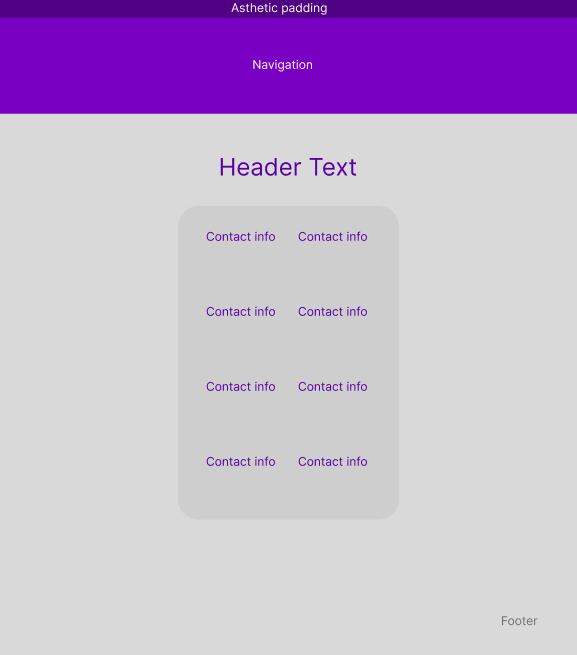 Asthetic padding
Navigation
Header Text
Contact info Contact info
Contact info Contact info
Contact info Contact info
Contact info Contact info
Footer